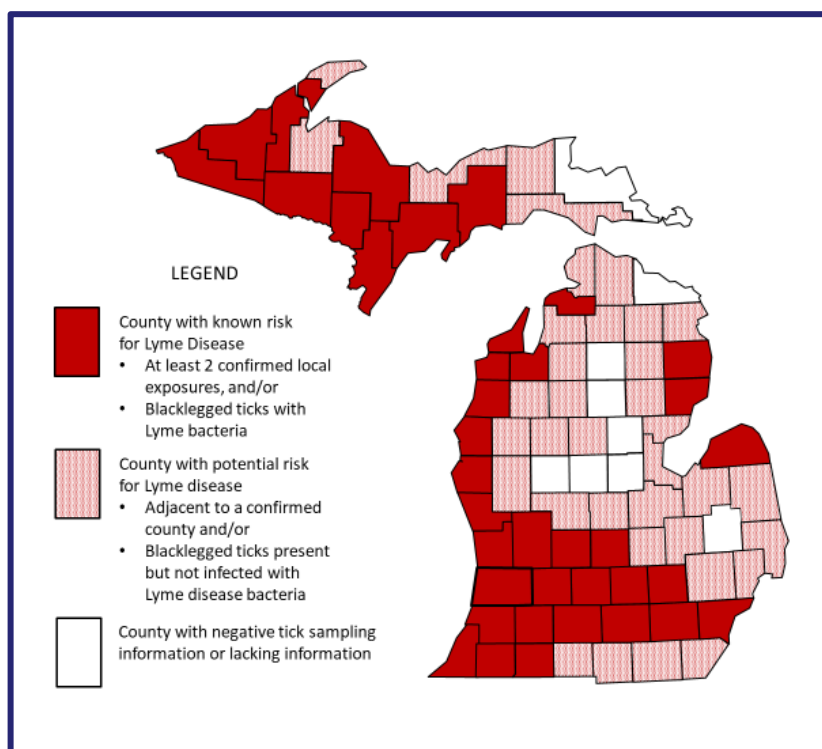 LEGEND
County with known risk
for Lyme Disease
• At least 2 confirmed local
exposures, and/or
• Blacklegged ticks with
Lyme bacteria
County with potential risk
for Lyme disease
• Adjacent to a confirmed
county and/or
• Blacklegged ticks present
but not infected with
Lyme disease bacteria
County with negative tick sampling
information or lacking information